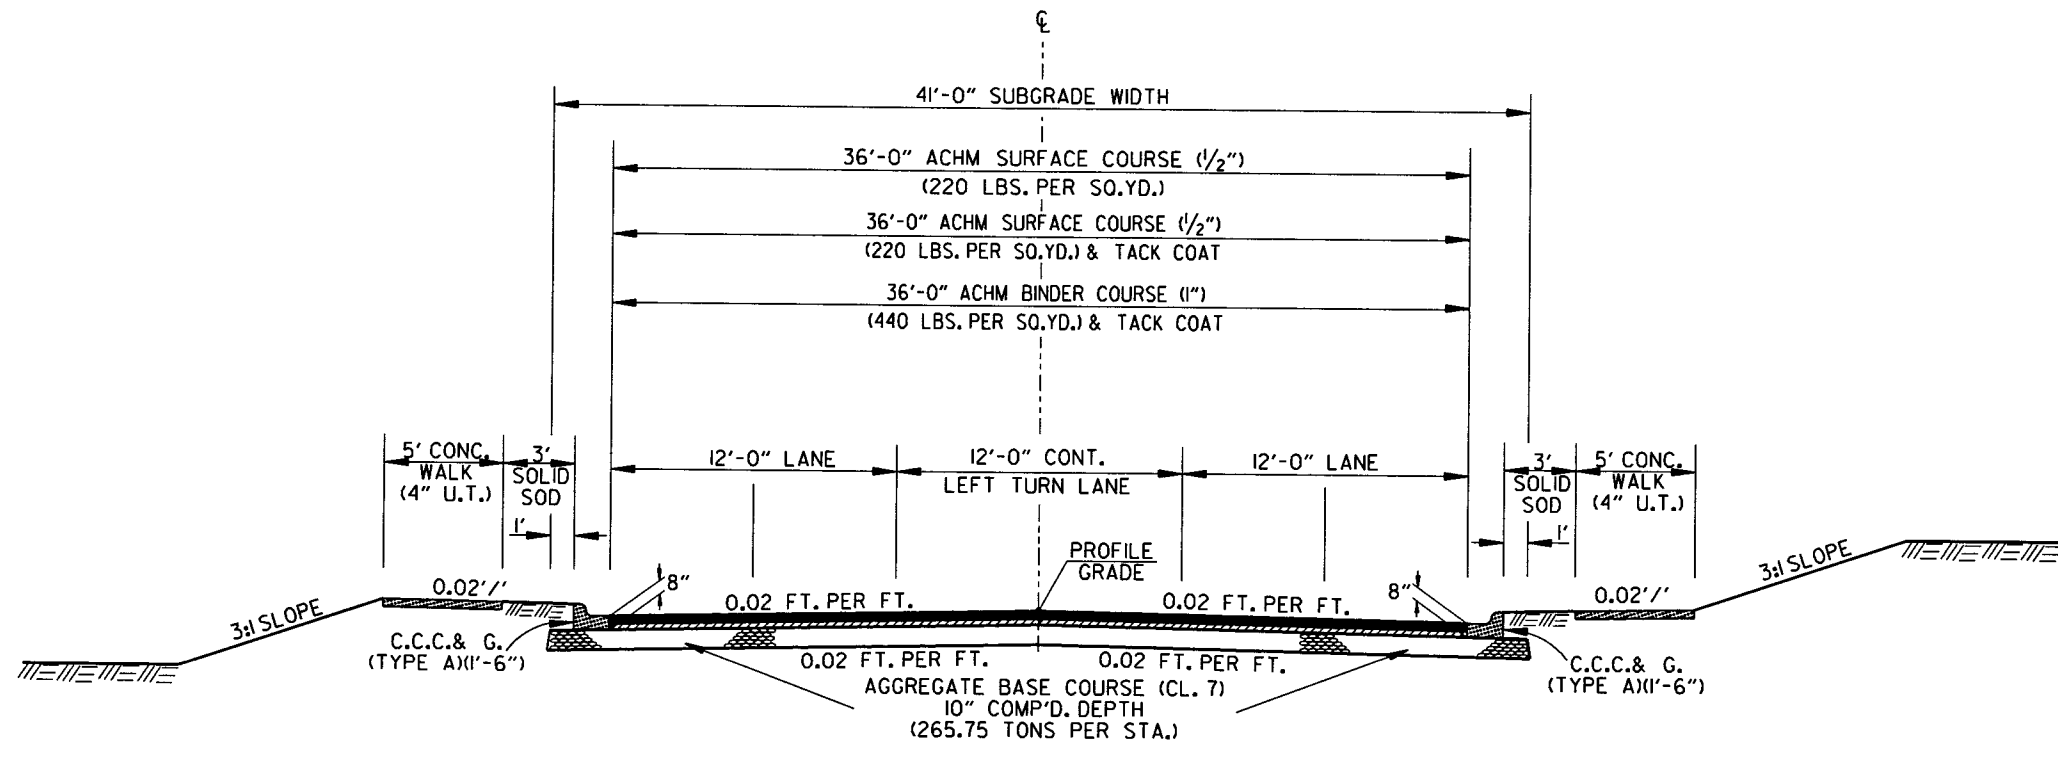 ℄
41'-0" SUBGRADE WIDTH
36'-0" ACHM SURFACE COURSE (1/2")
(220 LBS. PER SQ.YD.)
36'-0" ACHM SURFACE COURSE (1/2")
(220 LBS. PER SQ.YD.) & TACK COAT
36'-0" ACHM BINDER COURSE (1")
(440 LBS. PER SQ.YD.) & TACK COAT
5' CONC.
WALK
(4" U.T.)
3'
SOLID
SOD
12'-0" LANE
12'-0" CONT.
LEFT TURN LANE
12'-0" LANE
3'
SOLID
SOD
5' CONC.
WALK
(4" U.T.)
1'
1'
PROFILE
GRADE
3:1 SLOPE
0.02'/'
8"
0.02 FT. PER FT.
0.02 FT. PER FT.
8"
0.02'/'
3:1 SLOPE
C.C.C. & G.
(TYPE A)(1'-6")
0.02 FT. PER FT.
0.02 FT. PER FT.
C.C.C. & G.
(TYPE A)(1'-6")
AGGREGATE BASE COURSE (CL. 7)
10" COMP'D. DEPTH
(265.75 TONS PER STA.)